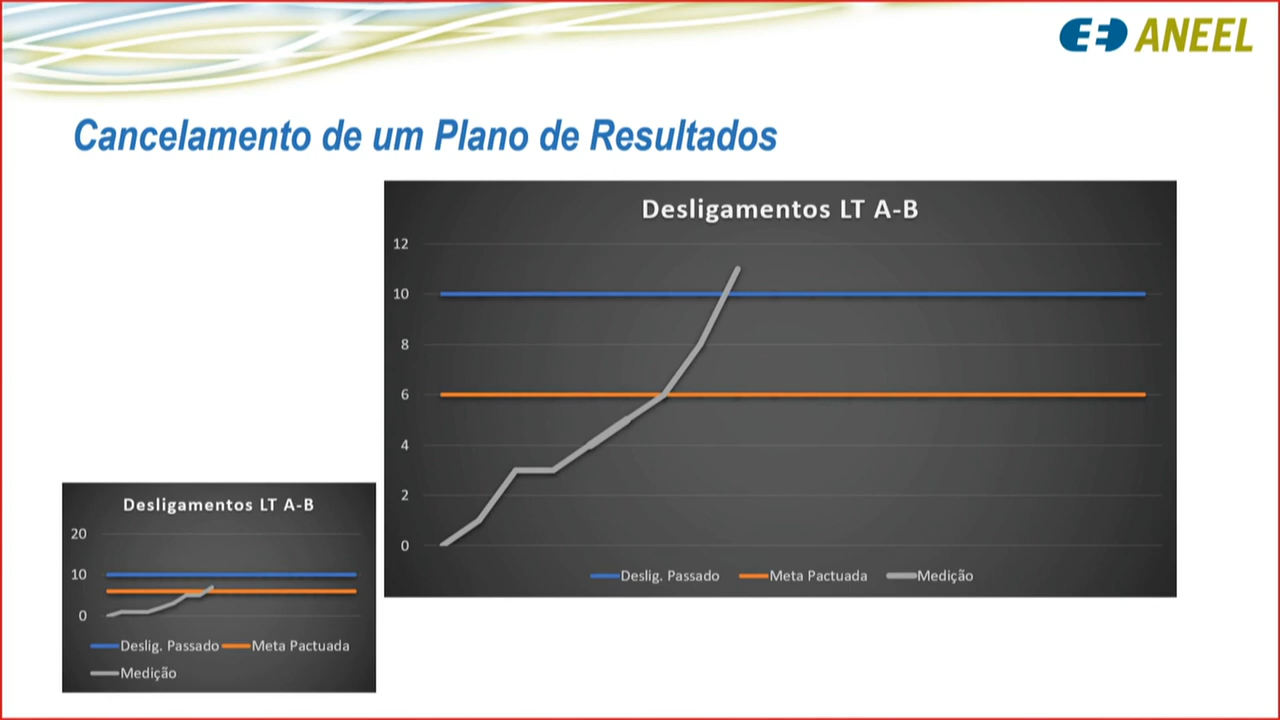 ANEEL
Cancelamento de um Plano de Resultados
Desligamentos LT A-B
12
10
8
6
4
2
0
Deslig. Passado Meta Pactuada Medição
Desligamentos LT A-B
20
10
0
Deslig. Passado Meta Pactuada
Medição